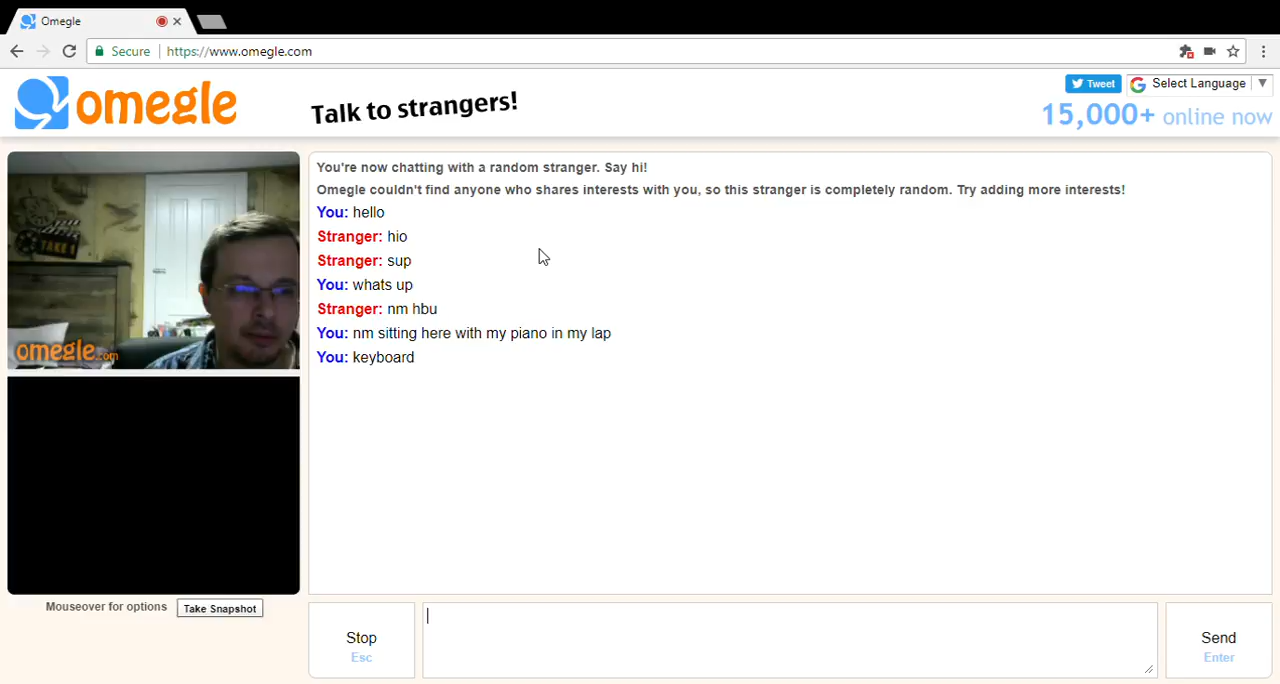 Omegle
Secure | https://www.omegle.com
omegle
Talk to strangers!
Tweet
Select Language
15,000+ online now
TAKE 1
omegle.com
You're now chatting with a random stranger. Say hi!
Omegle couldn't find anyone who shares interests with you, so this stranger is completely random. Try adding more interests!
You: hello
Stranger: hio
Stranger: sup
You: whats up
Stranger: nm hbu
You: nm sitting here with my piano in my lap
You: keyboard
Mouseover for options
Take Snapshot
Stop
Esc
Send
Enter